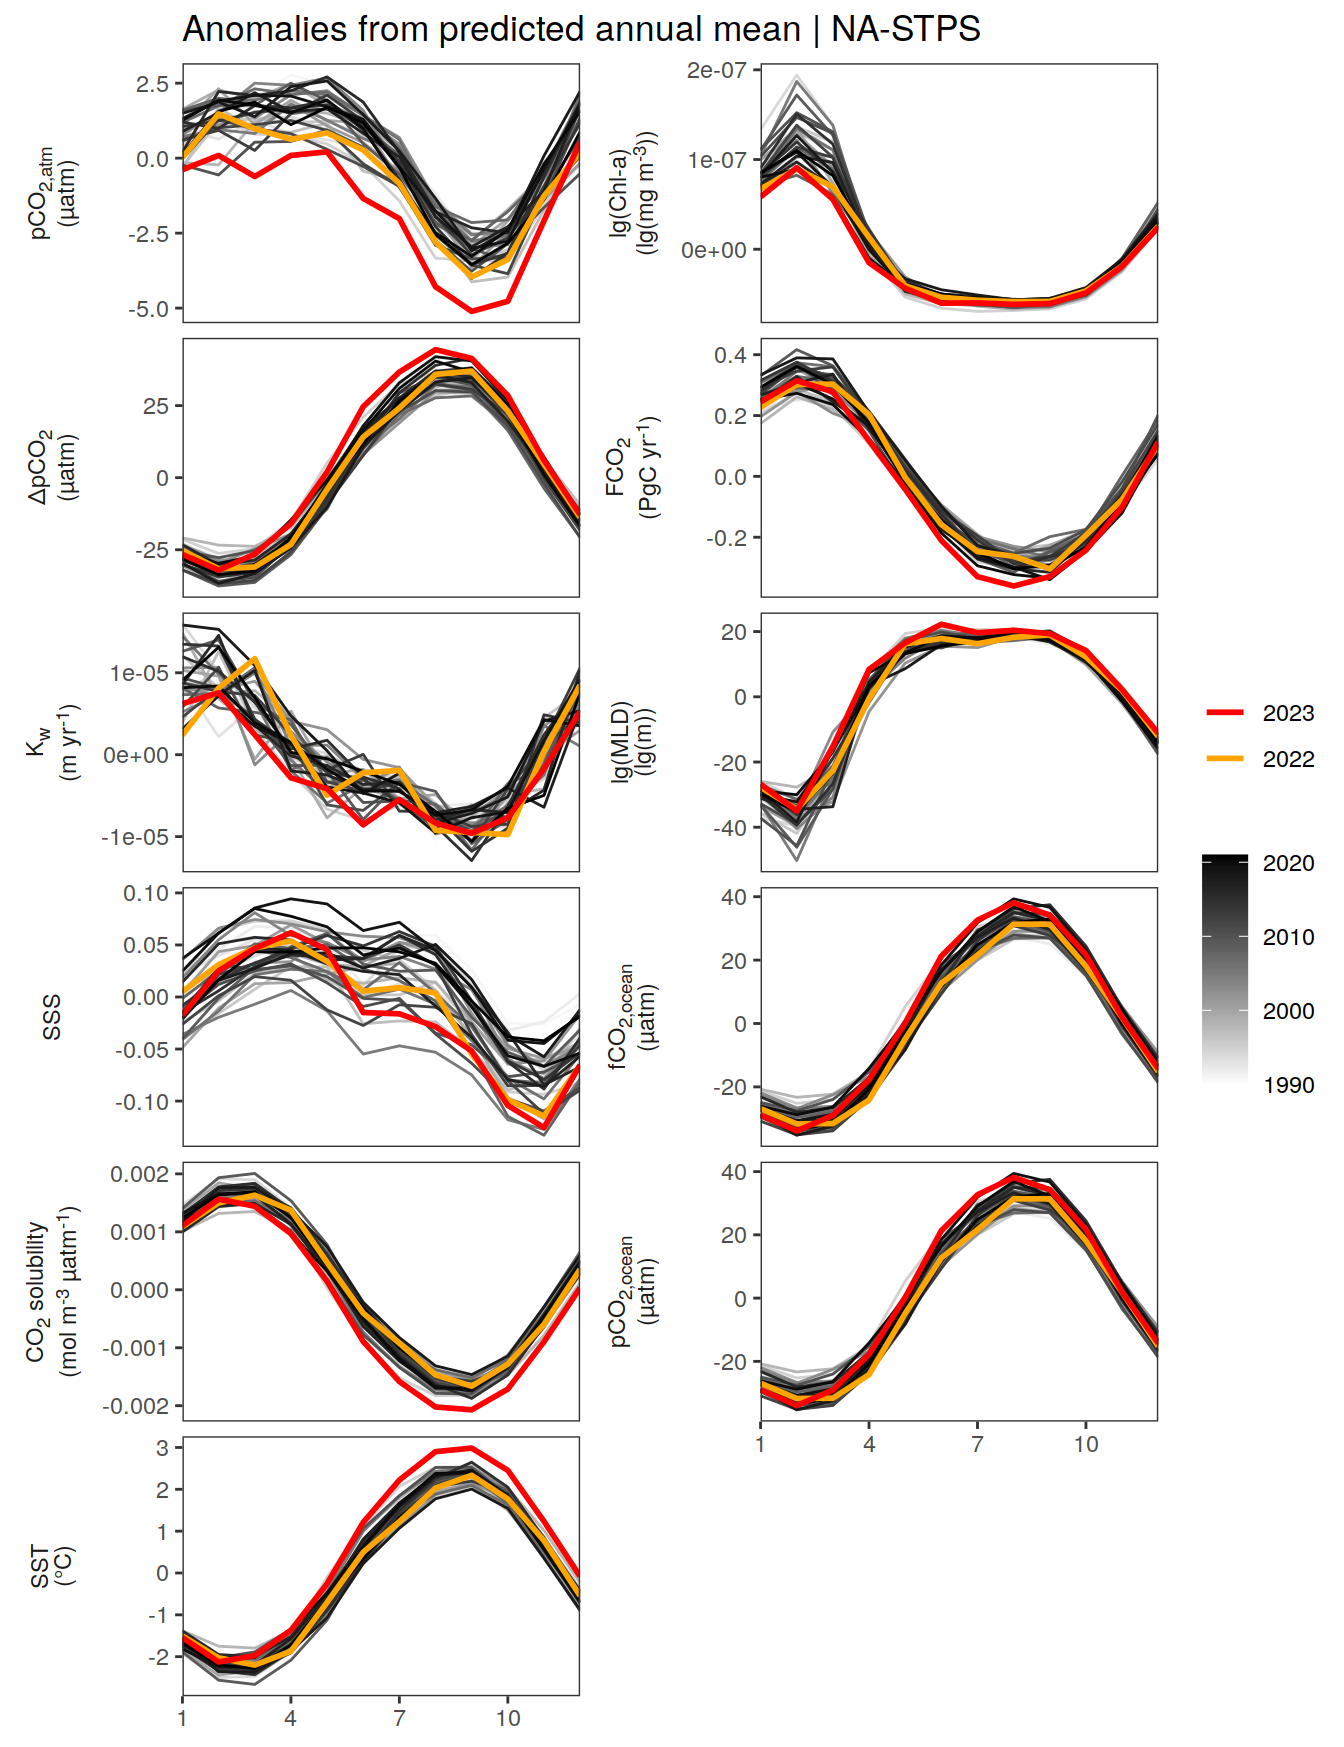 Anomalies from predicted annual mean | NA-STPS
pCO2,atm
(µatm)
2.5
0.0
-2.5
-5.0
lg(Chl-a)
(lg(mg m-3))
2e-07
1e-07
0e+00
ΔpCO2
(µatm)
25
0
-25
FCO2
(PgC yr-1)
0.4
0.2
0.0
-0.2
Kw
(m yr-1)
1e-05
0e+00
-1e-05
lg(MLD)
(lg(m))
20
0
-20
-40
SSS
0.10
0.05
0.00
-0.05
-0.10
fCO2,ocean
(µatm)
40
20
0
-20
CO2 solubility
(mol m-3 µatm-1)
0.002
0.001
0.000
-0.001
-0.002
pCO2,ocean
(µatm)
40
20
0
-20
1 4 7 10
SST
(°C)
3
2
1
0
-1
-2
1 4 7 10
2023
2022
2020
2010
2000
1990